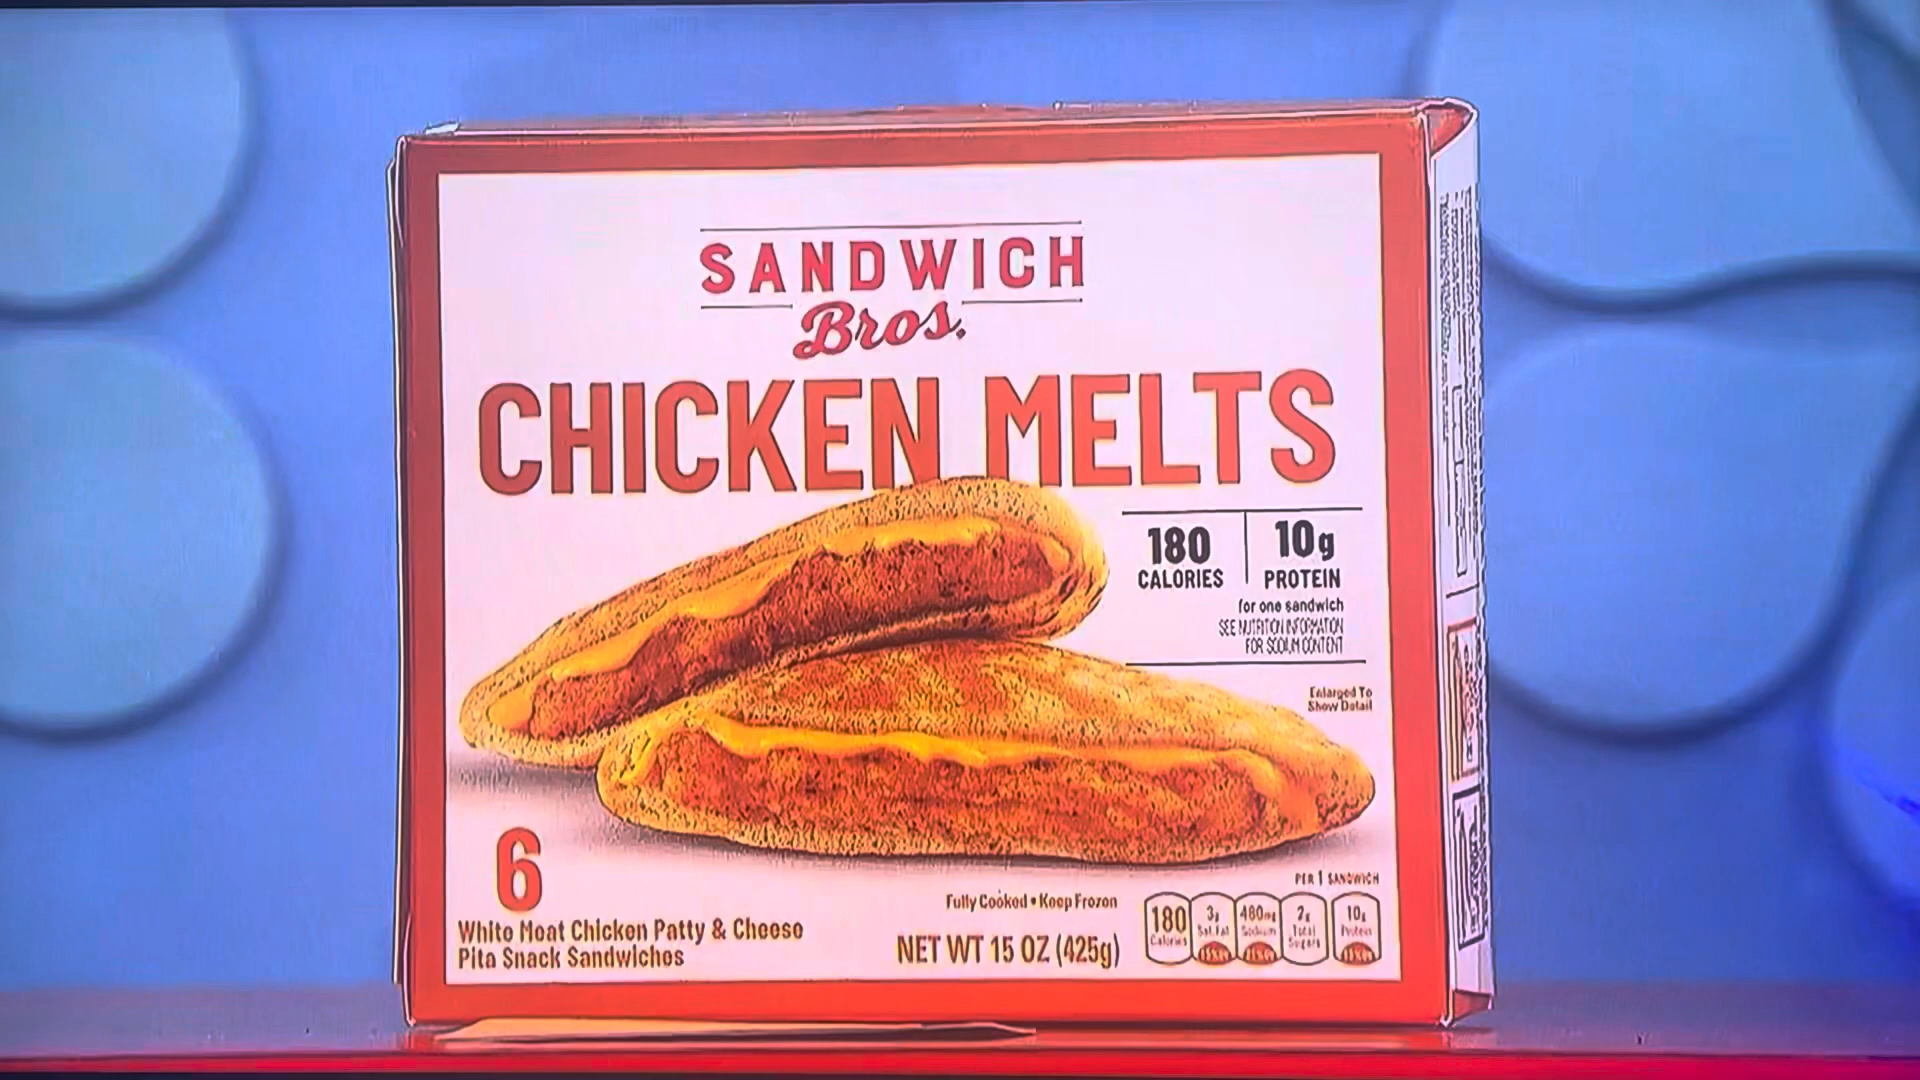 SANDWICH
Bros.
CHICKEN MELTS
180
CALORIES
10g
PROTEIN
for one sandwich
SEE NUTRITION INFORMATION
FOR SODIUM CONTENT
Enlarged To
Show Detail
6
White Meat Chicken Patty & Cheese
Pita Snack Sandwiches
Fully Cooked • Keep Frozen
NET WT 15 OZ (425g)
PER 1 SANDWICH
180
Calories
3g
Sat Fat
480mg
Sodium
2g
Total
Sugars
10g
Protein